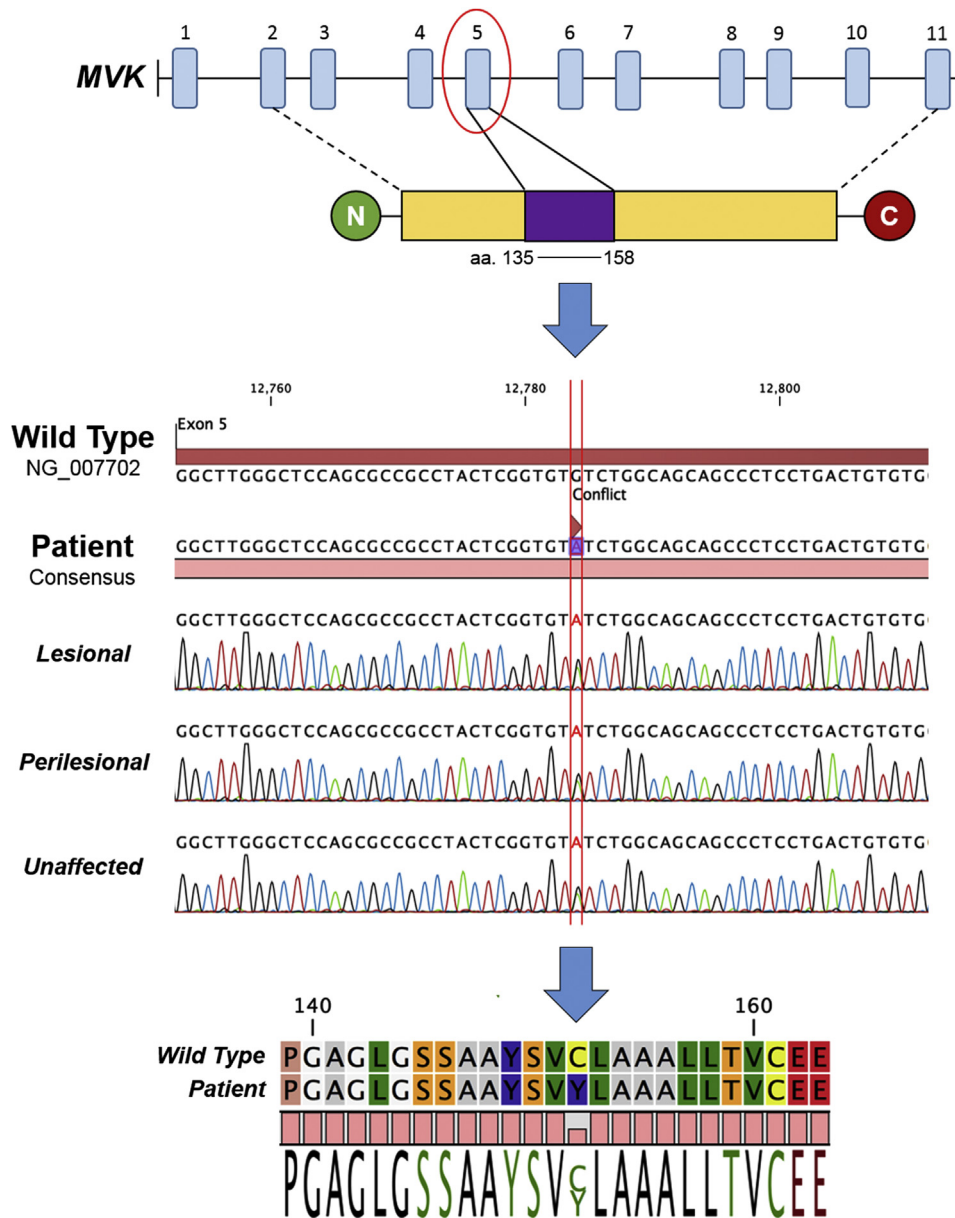 1 2 3 4 5 6 7 8 9 10 11
MVK
N C
aa. 135 158
12,760 12,780 12,800
Exon 5
Wild Type
NG_007702
GGCTTGGGCTCCAGCGCCGCCTACTCGGTGTGTCTGGCAGCAGCCCTCCTGACTGTGTG
Conflict
Patient
Consensus
GGCTTGGGCTCCAGCGCCGCCTACTCGGTGTATCTGGCAGCAGCCCTCCTGACTGTGTG
GGCTTGGGCTCCAGCGCCGCCTACTCGGTGTATCTGGCAGCAGCCCTCCTGACTGTGTG
Lesional
GGCTTGGGCTCCAGCGCCGCCTACTCGGTGTATCTGGCAGCAGCCCTCCTGACTGTGTG
Perilesional
GGCTTGGGCTCCAGCGCCGCCTACTCGGTGTATCTGGCAGCAGCCCTCCTGACTGTGTG
Unaffected
140 160
Wild Type PGAGLGSSAAYSVCLAAALLTVCEE
Patient PGAGLGSSAAYSVYLAAALLTVCEE
PGAGLGSSAAYSVCLAAALLTVCEE
Y